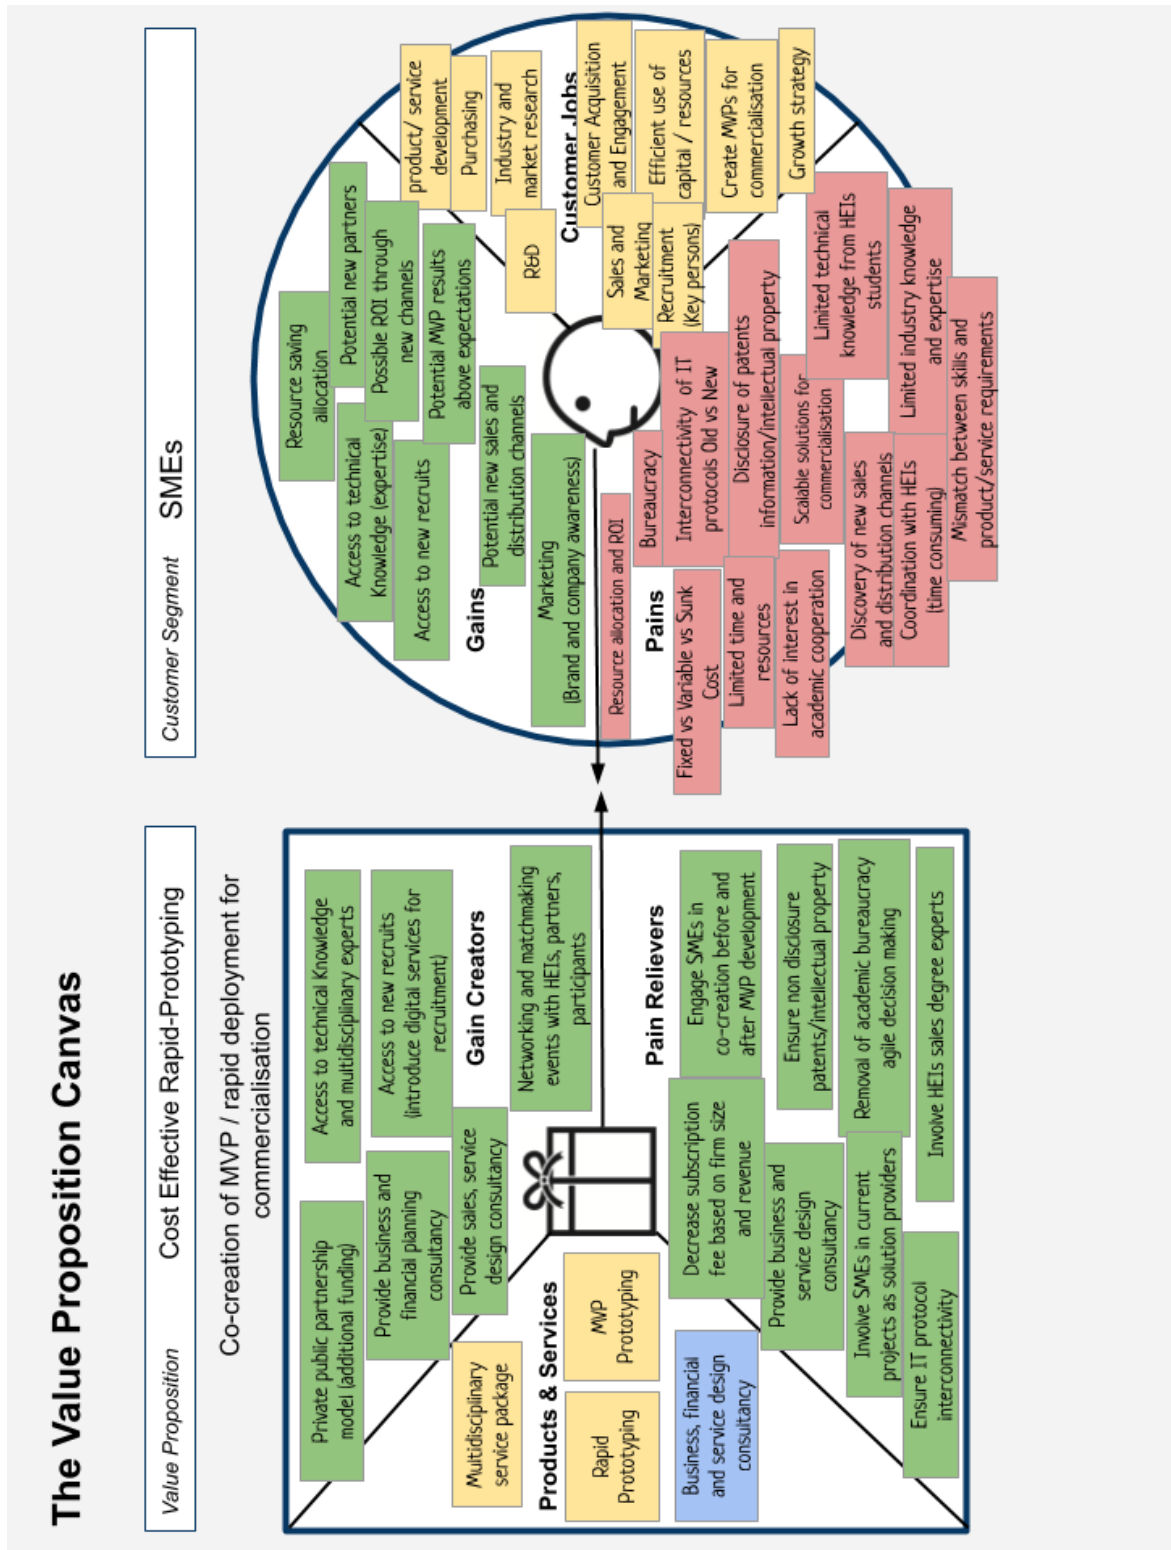 The Value Proposition Canvas
Value Proposition
Cost Effective Rapid-Prototyping
Customer Segment
SMEs
Co-creation of MVP / rapid deployment for
commercialisation
Private public partnership
model (additional funding)
Access to technical Knowledge
and multidisciplinary experts
Provide business and
financial planning
consultancy
Access to new recruits
(introduce digital services for
recruitment)
Gain Creators
Provide sales, service
design consultancy
Networking and matchmaking
events with HEIs, partners,
participants
Multidisciplinary
service package
Products & Services
Rapid
Prototyping
MVP
Prototyping
Business, financial
and service design
consultancy
Pain Relievers
Decrease subscription
fee based on firm size
and revenue
Engage SMEs in
co-creation before and
after MVP development
Provide business and
service design
consultancy
Ensure non disclosure
patents/intellectual property
Involve SMEs in current
projects as solution providers
Removal of academic bureaucracy
agile decision making
Ensure IT protocol
interconnectivity
Involve HEIs sales degree experts
Resource saving
allocation
Potential new partners
Access to technical
Knowledge (expertise)
Possible ROI through
new channels
Access to new recruits
Potential MVP results
above expectations
Gains
Potential new sales and
distribution channels
Marketing
(Brand and company awareness)
product/ service
development
Purchasing
Industry and
market research
R&D
Customer Jobs
Customer Acquisition
and Engagement
Sales and
Marketing
Efficient use of
capital / resources
Recruitment
(Key persons)
Create MVPs for
commercialisation
Growth strategy
Resource allocation and ROI
Pains
Bureaucracy
Fixed vs Variable vs Sunk
Cost
Interconnectivity of IT
protocols Old vs New
Limited time and
resources
Disclosure of patents
information/intellectual property
Lack of interest in
academic cooperation
Scalable solutions for
commercialisation
Limited technical
knowledge from HEIs
students
Discovery of new sales
and distribution channels
Coordination with HEIs
(time consuming)
Limited industry knowledge
and expertise
Mismatch between skills and
product/service requirements